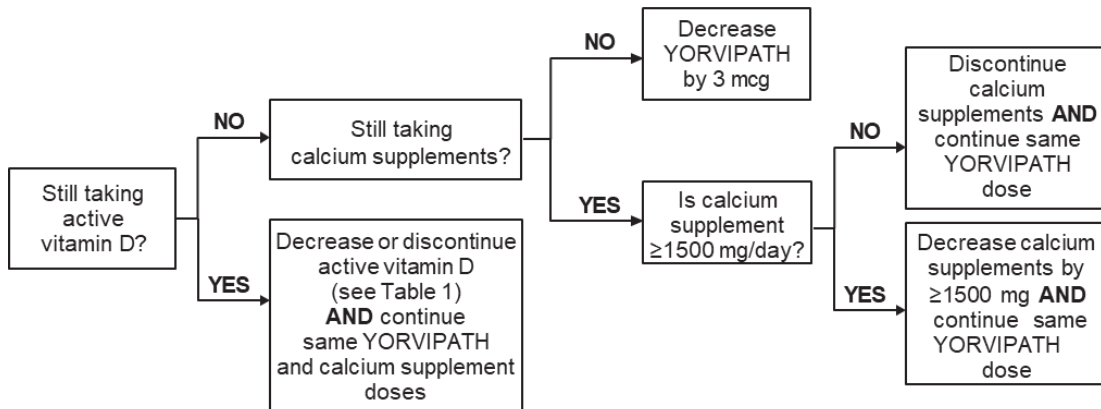 Still taking
active
vitamin D?
NO
Still taking
calcium supplements?
YES
Decrease or discontinue
active vitamin D
(see Table 1)
AND continue
same YORVIPATH
and calcium supplement
doses
NO
Decrease
YORVIPATH
by 3 mcg
YES
Is calcium
supplement
≥1500 mg/day?
NO
Discontinue
calcium
supplements AND
continue same
YORVIPATH
dose
YES
Decrease calcium
supplements by
≥1500 mg AND
continue same
YORVIPATH
dose